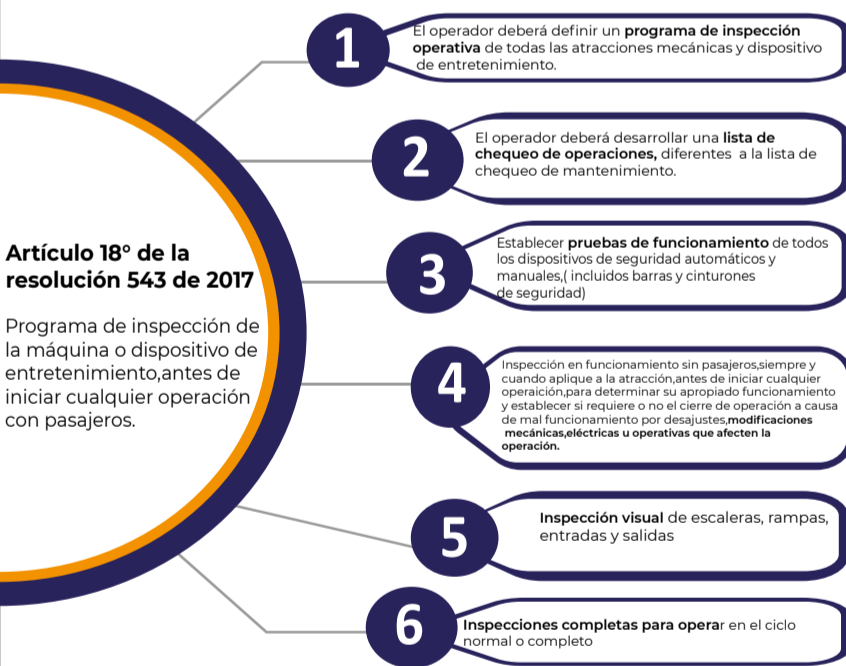 Artículo 18° de la
resolución 543 de 2017
Programa de inspección de
la máquina o dispositivo de
entretenimiento,antes de
iniciar cualquier operación
con pasajeros.
1
El operador deberá definir un programa de inspección
operativa de todas las atracciones mecánicas y dispositivo
de entretenimiento.
2
El operador deberá desarrollar una lista de
chequeo de operaciones, diferentes a la lista de
chequeo de mantenimiento.
3
Establecer pruebas de funcionamiento de todos
los dispositivos de seguridad automáticos y
manuales,( incluidos barras y cinturones
de seguridad)
4
Inspección en funcionamiento sin pasajeros,siempre y
cuando aplique a la atracción,antes de iniciar cualquier
operaición,para determinar su apropiado funcionamiento
y establecer si requiere o no el cierre de operación a causa
de mal funcionamiento por desajustes,modificaciones
mecánicas,eléctricas u operativas que afecten la
operación.
5
Inspección visual de escaleras, rampas,
entradas y salidas
6
Inspecciones completas para operar en el ciclo
normal o completo